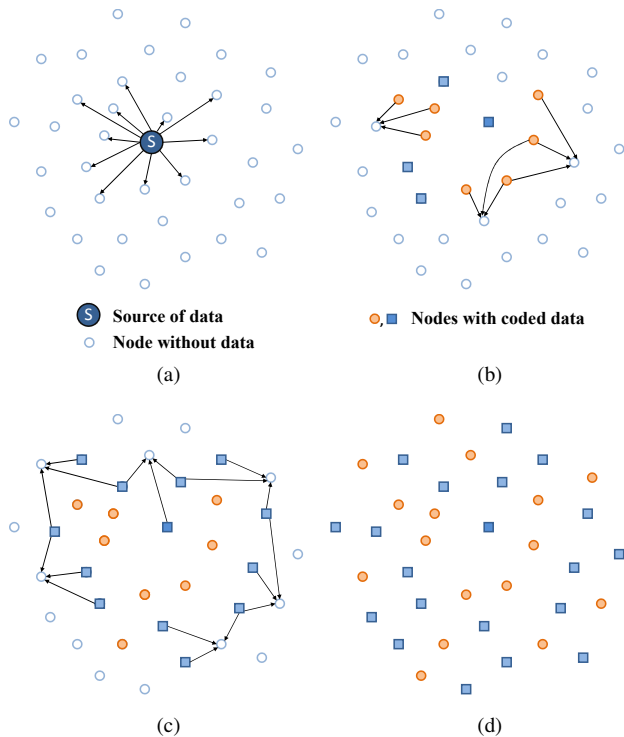 S
S Source of data
Node without data
, Nodes with coded data
(a)
(b)
(c)
(d)